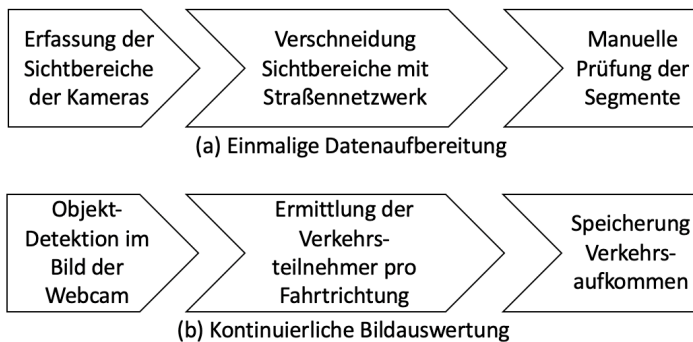 Erfassung der
Sichtbereiche
der Kameras
Verschneidung
Sichtbereiche mit
Straßennetzwerk
Manuelle
Prüfung der
Segmente
(a) Einmalige Datenaufbereitung
Objekt-
Detektion im
Bild der
Webcam
Ermittlung der
Verkehrs-
teilnehmer pro
Fahrtrichtung
Speicherung
Verkehrs-
aufkommen
(b) Kontinuierliche Bildauswertung